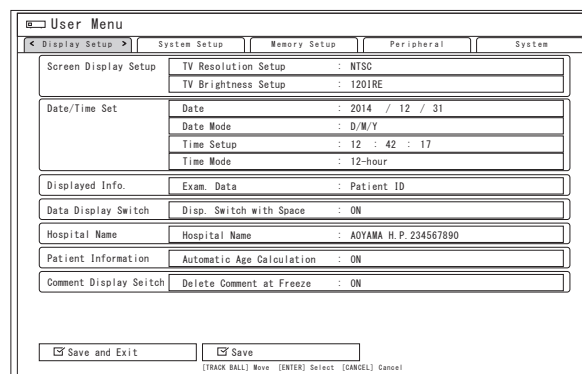 User Menu
< Display Setup > System Setup Memory Setup Peripheral System
Screen Display Setup TV Resolution Setup : NTSC
TV Brightness Setup : 120IRE
Date/Time Set Date : 2014 / 12 / 31
Date Mode : D/M/Y
Time Setup : 12 : 42 : 17
Time Mode : 12-hour
Displayed Info. Exam. Data : Patient ID
Data Display Switch Disp. Switch with Space : ON
Hospital Name Hospital Name : AOYAMA H.P.234567890
Patient Information Automatic Age Calculation : ON
Comment Display Seitch Delete Comment at Freeze : ON
Save and Exit Save
[TRACK BALL] Move [ENTER] Select [CANCEL] Cancel